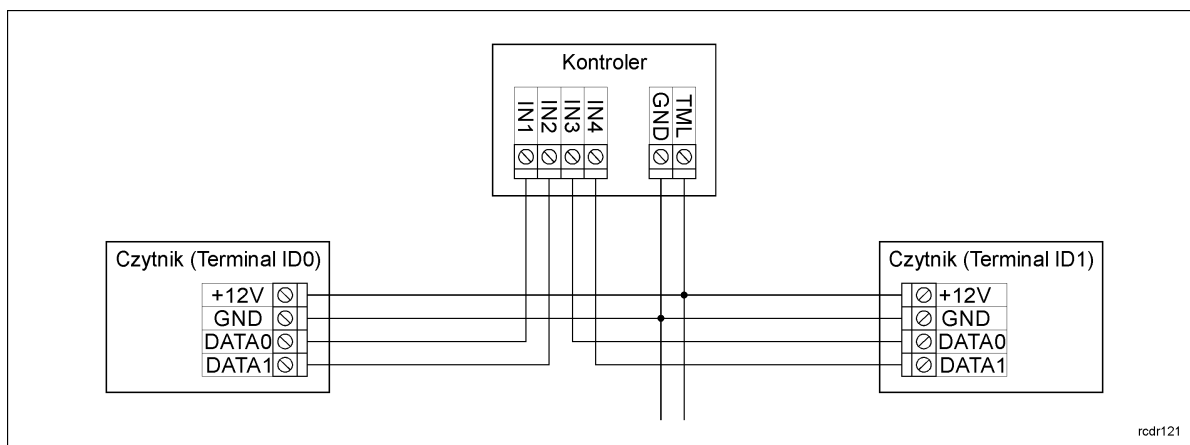 Kontroler
IN1
IN2
IN3
IN4
GND
TML
Czytnik (Terminal ID0)
+12V
GND
DATA0
DATA1
Czytnik (Terminal ID1)
+12V
GND
DATA0
DATA1
rcdr121